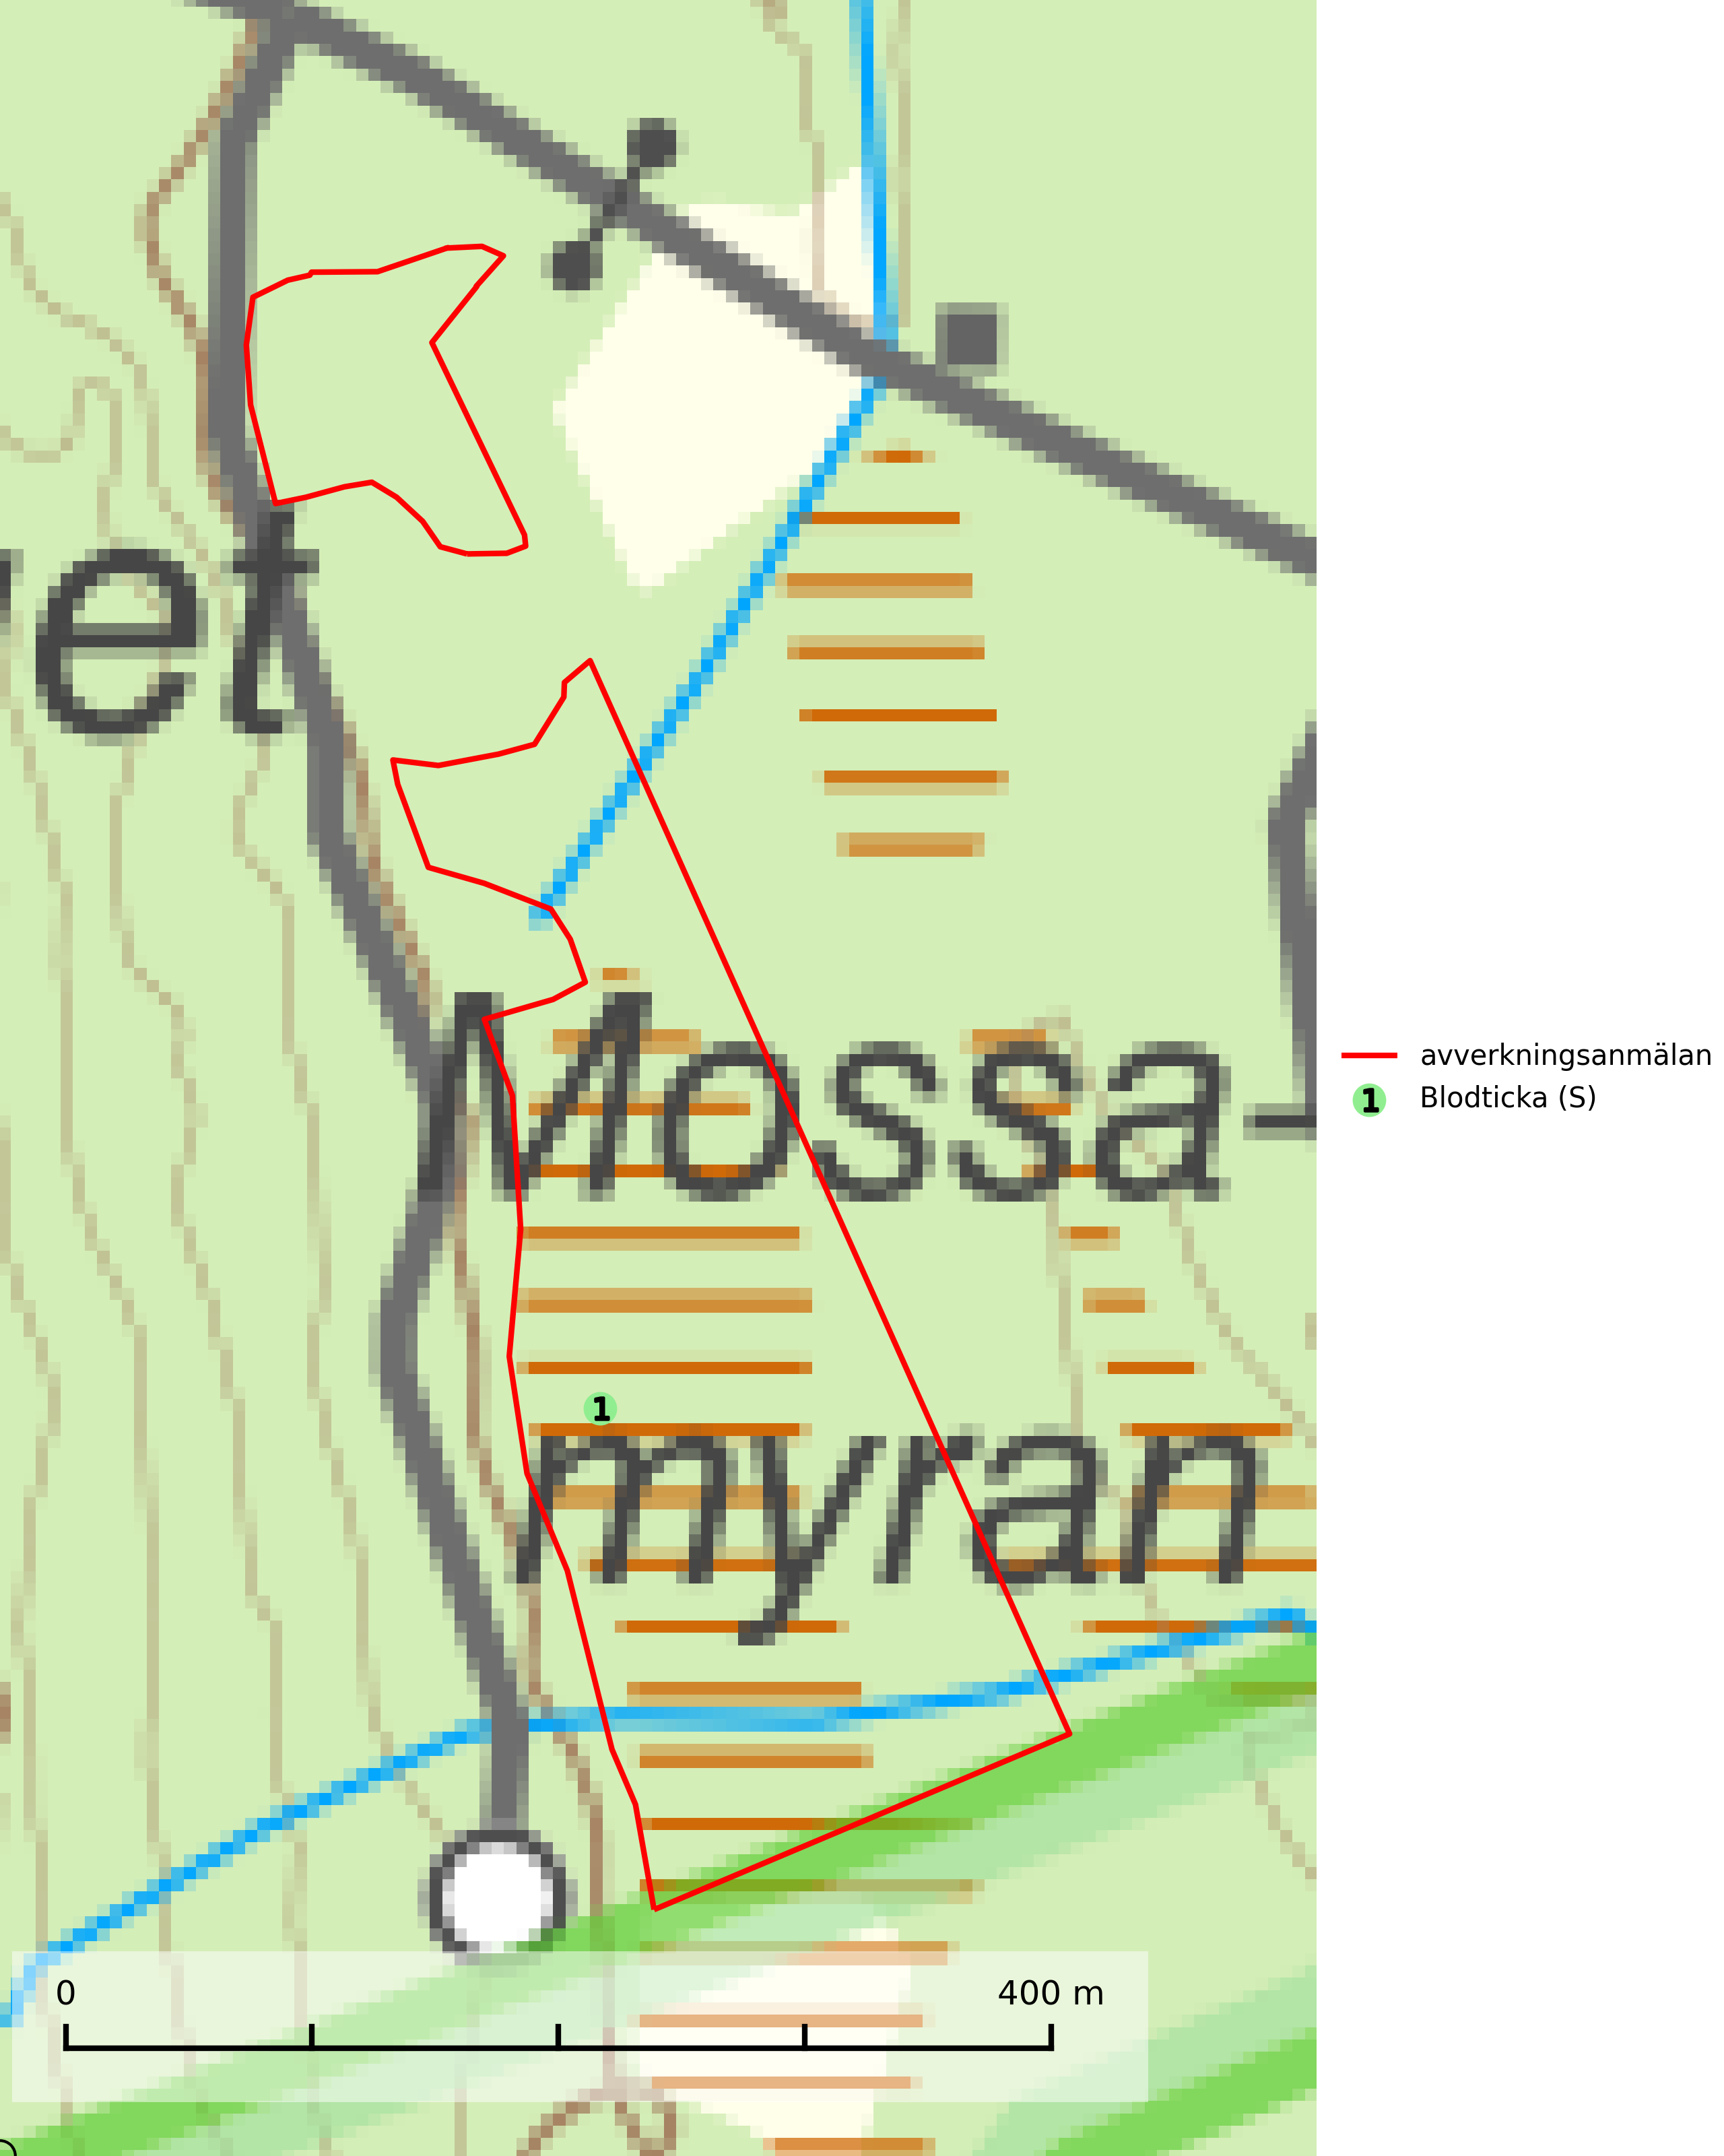 et
Mossa-
myran
avverkningsanmälan
1 Blodticka (S)
1
0 400 m